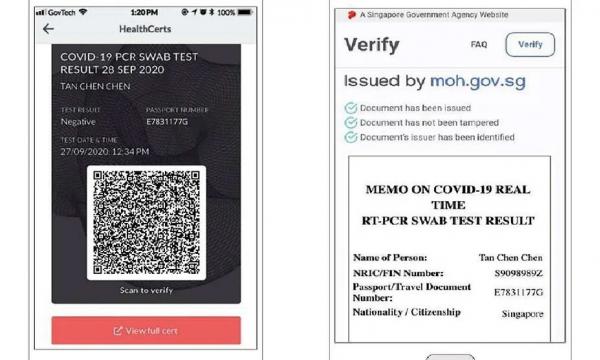 GovTech
1:20PM
100%
HealthCerts
COVID-19 PCR SWAB TEST
RESULT 28 SEP 2020
TAN CHEN CHEN
TEST RESULT PASSPORT NUMBER
Negative E7831177G
TEST DATE & TIME
27/09/2020, 12:34 PM
Scan to verify
View full cert
A Singapore Government Agency Website
Verify FAQ Verify
Issued by moh.gov.sg
Document has been issued
Document has not been tampered
Document's issuer has been identified
MEMO ON COVID-19 REAL
TIME
RT-PCR SWAB TEST RESULT
Name of Person: Tan Chen Chen
NRIC/FIN Number: S9098989Z
Passport/Travel Document
Number: E7831177G
Nationality / Citizenship Singapore